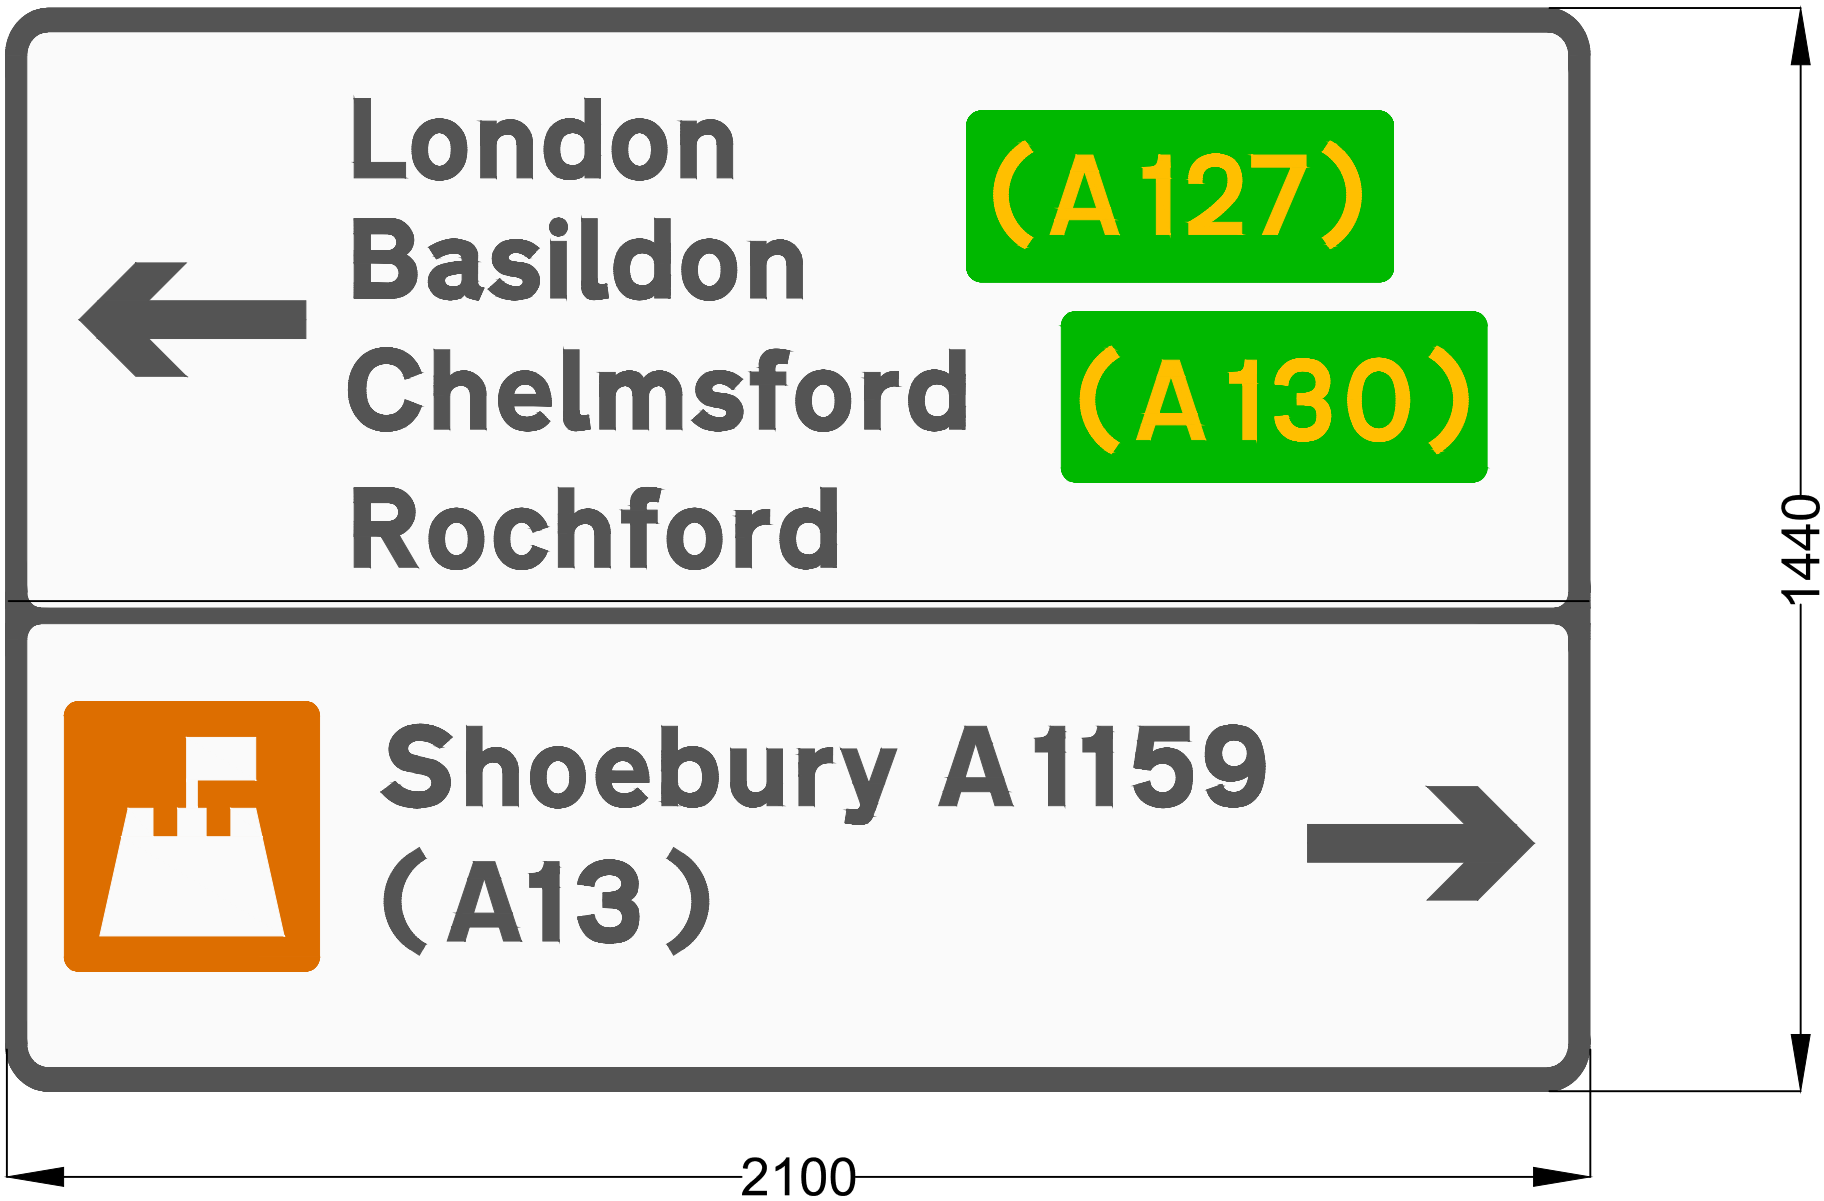 London
(A127)
Basildon
Chelmsford
(A130)
Rochford
Shoebury A1159
(A13)
1440
2100